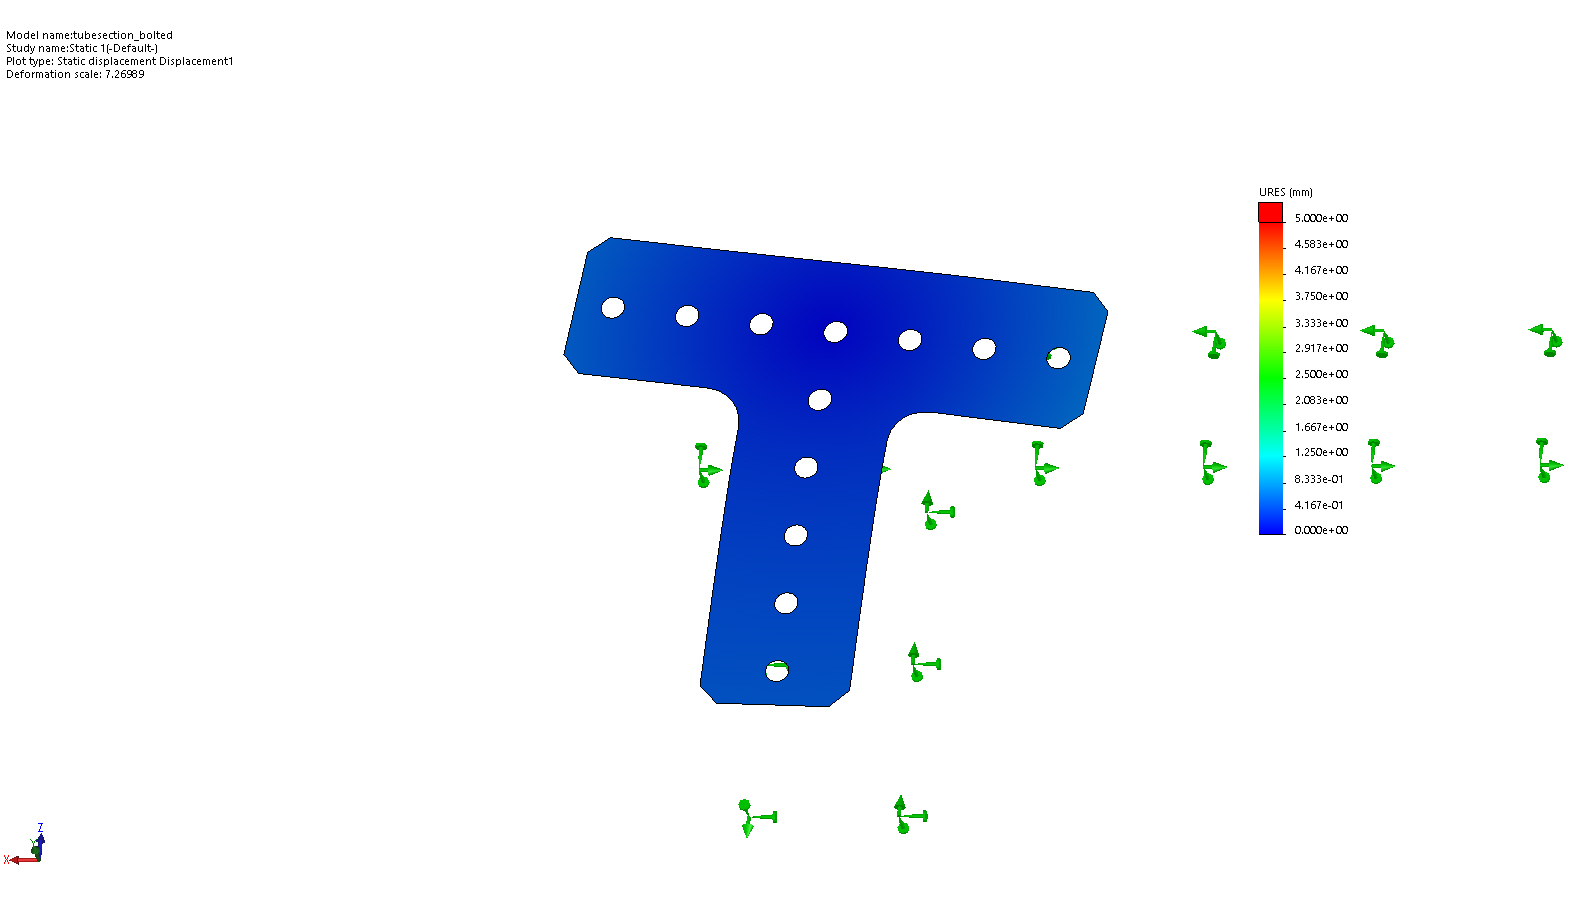 Model name:tubesection_bolted
Study name:Static 1(-Default-)
Plot type: Static displacement Displacement1
Deformation scale: 7.26989
URES (mm)
5.000e+00
4.583e+00
4.167e+00
3.750e+00
3.333e+00
2.917e+00
2.500e+00
2.083e+00
1.667e+00
1.250e+00
8.333e-01
4.167e-01
0.000e+00
Z
Y
X